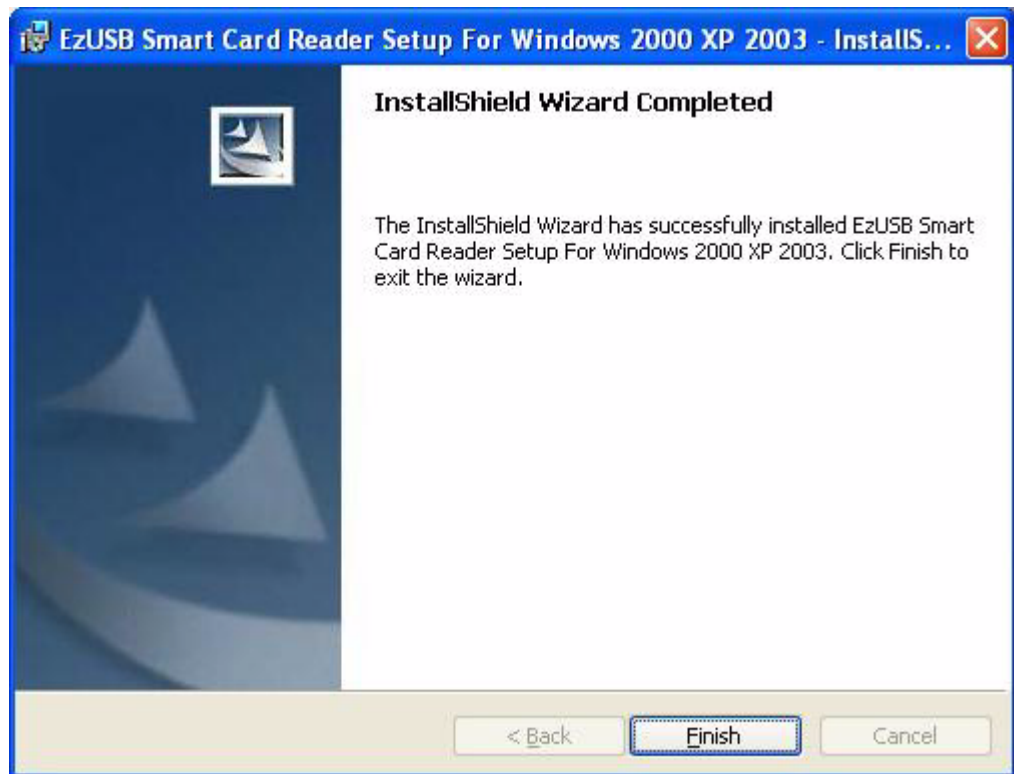 EzUSB Smart Card Reader Setup For Windows 2000 XP 2003 - InstallS...
InstallShield Wizard Completed
The InstallShield Wizard has successfully installed EzUSB Smart
Card Reader Setup For Windows 2000 XP 2003. Click Finish to
exit the wizard.
< Back Finish Cancel